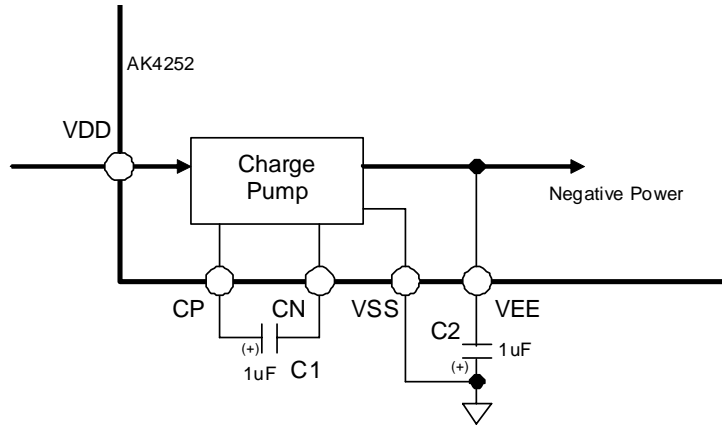 AK4252
VDD
Charge
Pump
Negative Power
CP
CN
VSS
VEE
C2
1uF
(+)
(+)
1uF
C1